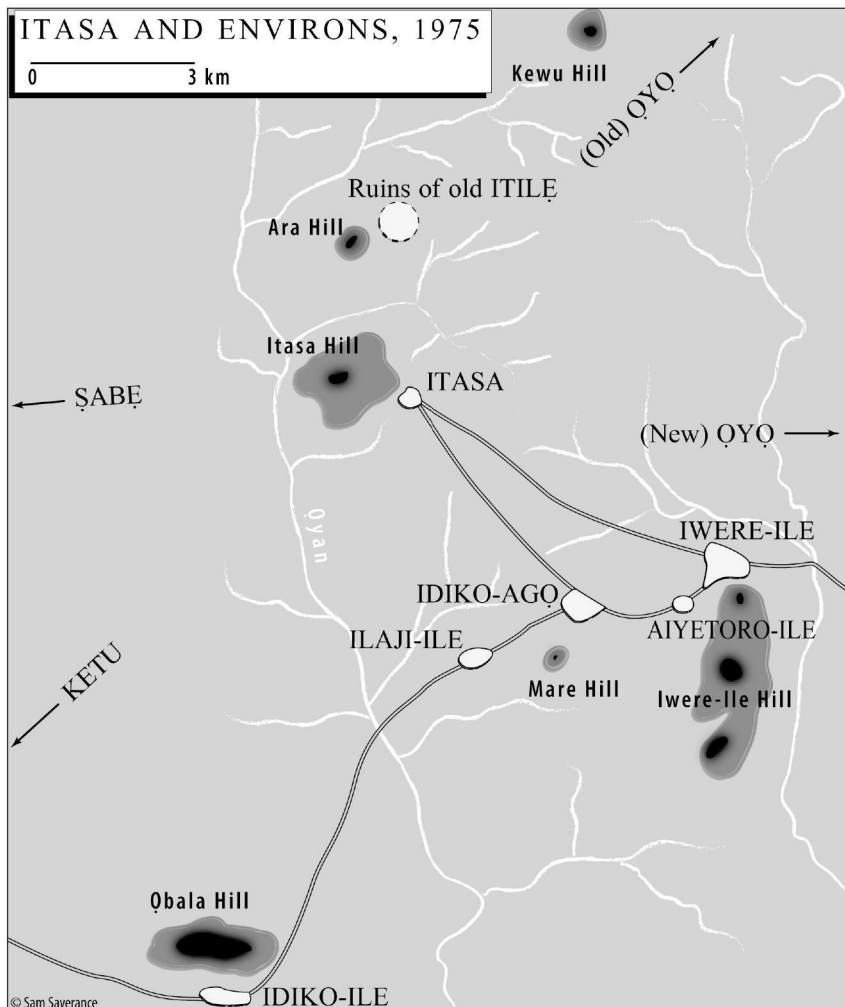 ITASA AND ENVIRONS, 1975
0 3 km
Kewu Hill
(Old) ỌYỌ
Ruins of old ITILẸ
Ara Hill
Itasa Hill
ITASA
ṢABẸ
(New) ỌYỌ
Ọyan
IWERE-ILE
IDIKO-AGỌ
AIYETORO-ILE
ILAJI-ILE
KETU
Mare Hill
Iwere-Ile Hill
Ọbala Hill
IDIKO-ILE
© Sam Saverance